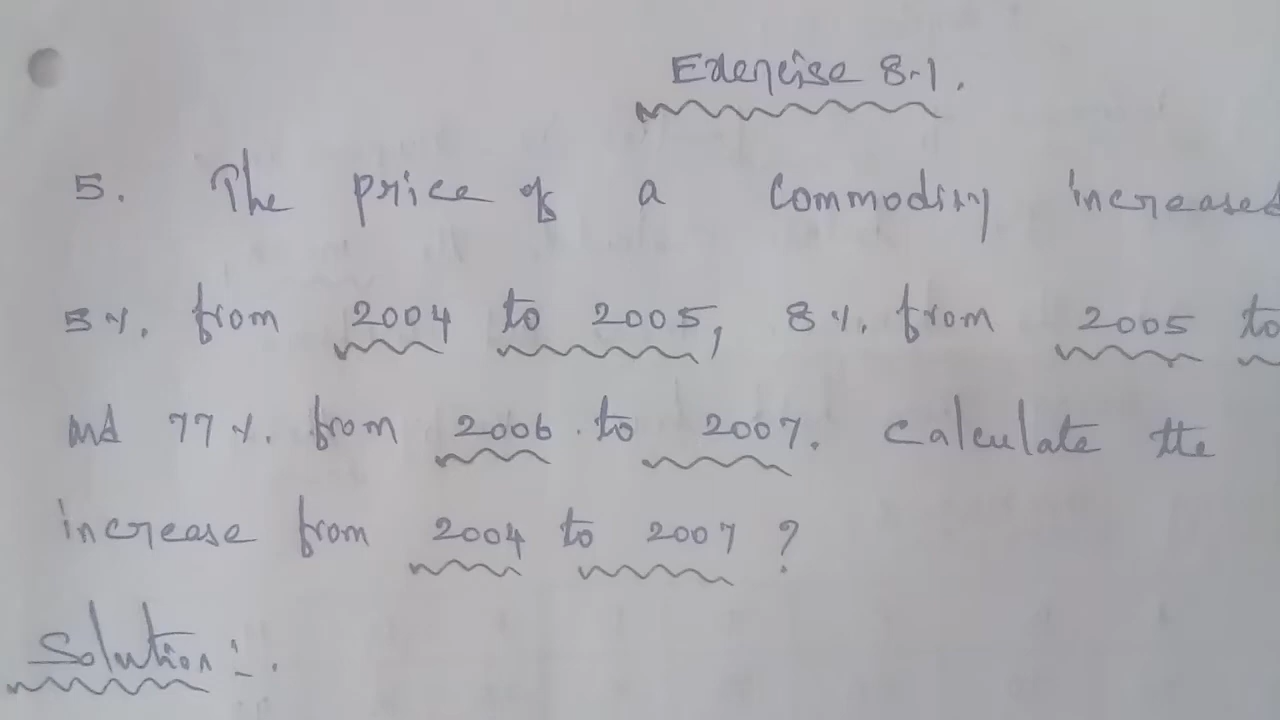 Exercise 8.1.
5. The price of a Commodity increased
5%. from 2004 to 2005, 8%. from 2005 to
and 77%. from 2006 to 2007. Calculate the
increase from 2004 to 2007?
Solution:-.